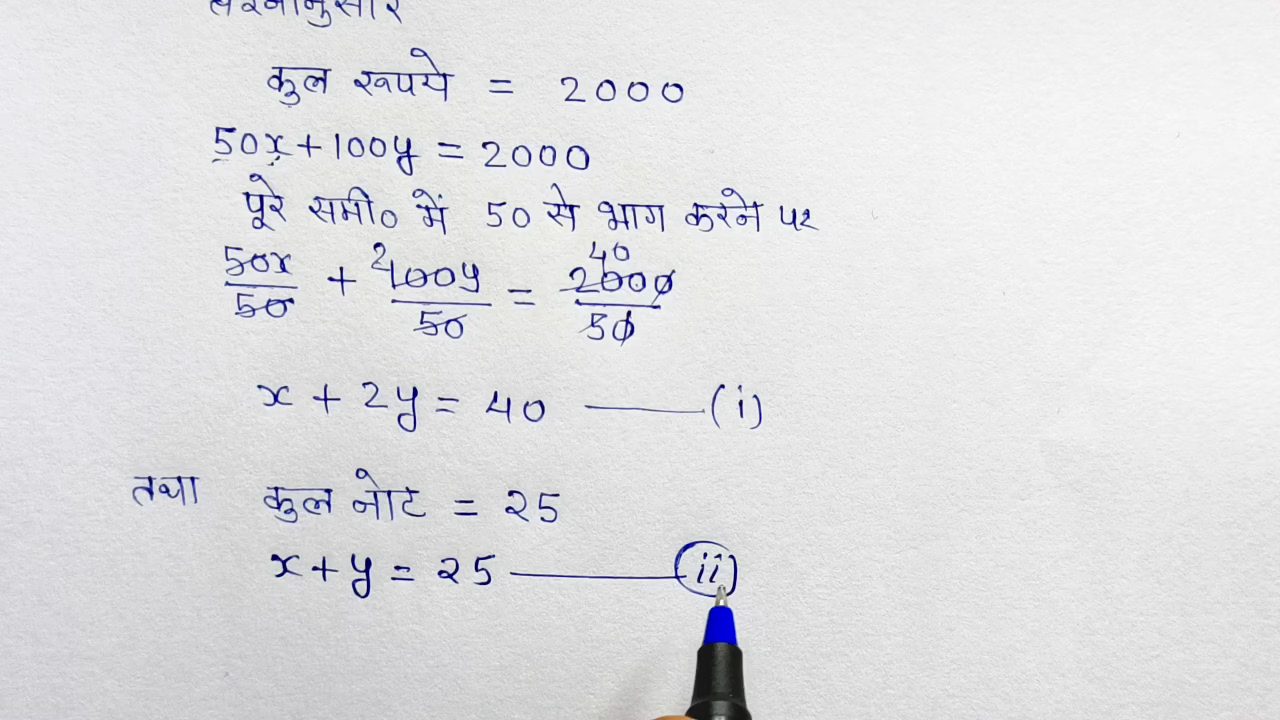 कुल रूपये = 2000
50x+100y = 2000
पूरे समी० में 50 से भाग करने पर
50x/50 + 2 100y/50 = 40 2000/50
x + 2y = 40 —— (i)
तथा कुल नोट = 25
x+y = 25 —— (ii)